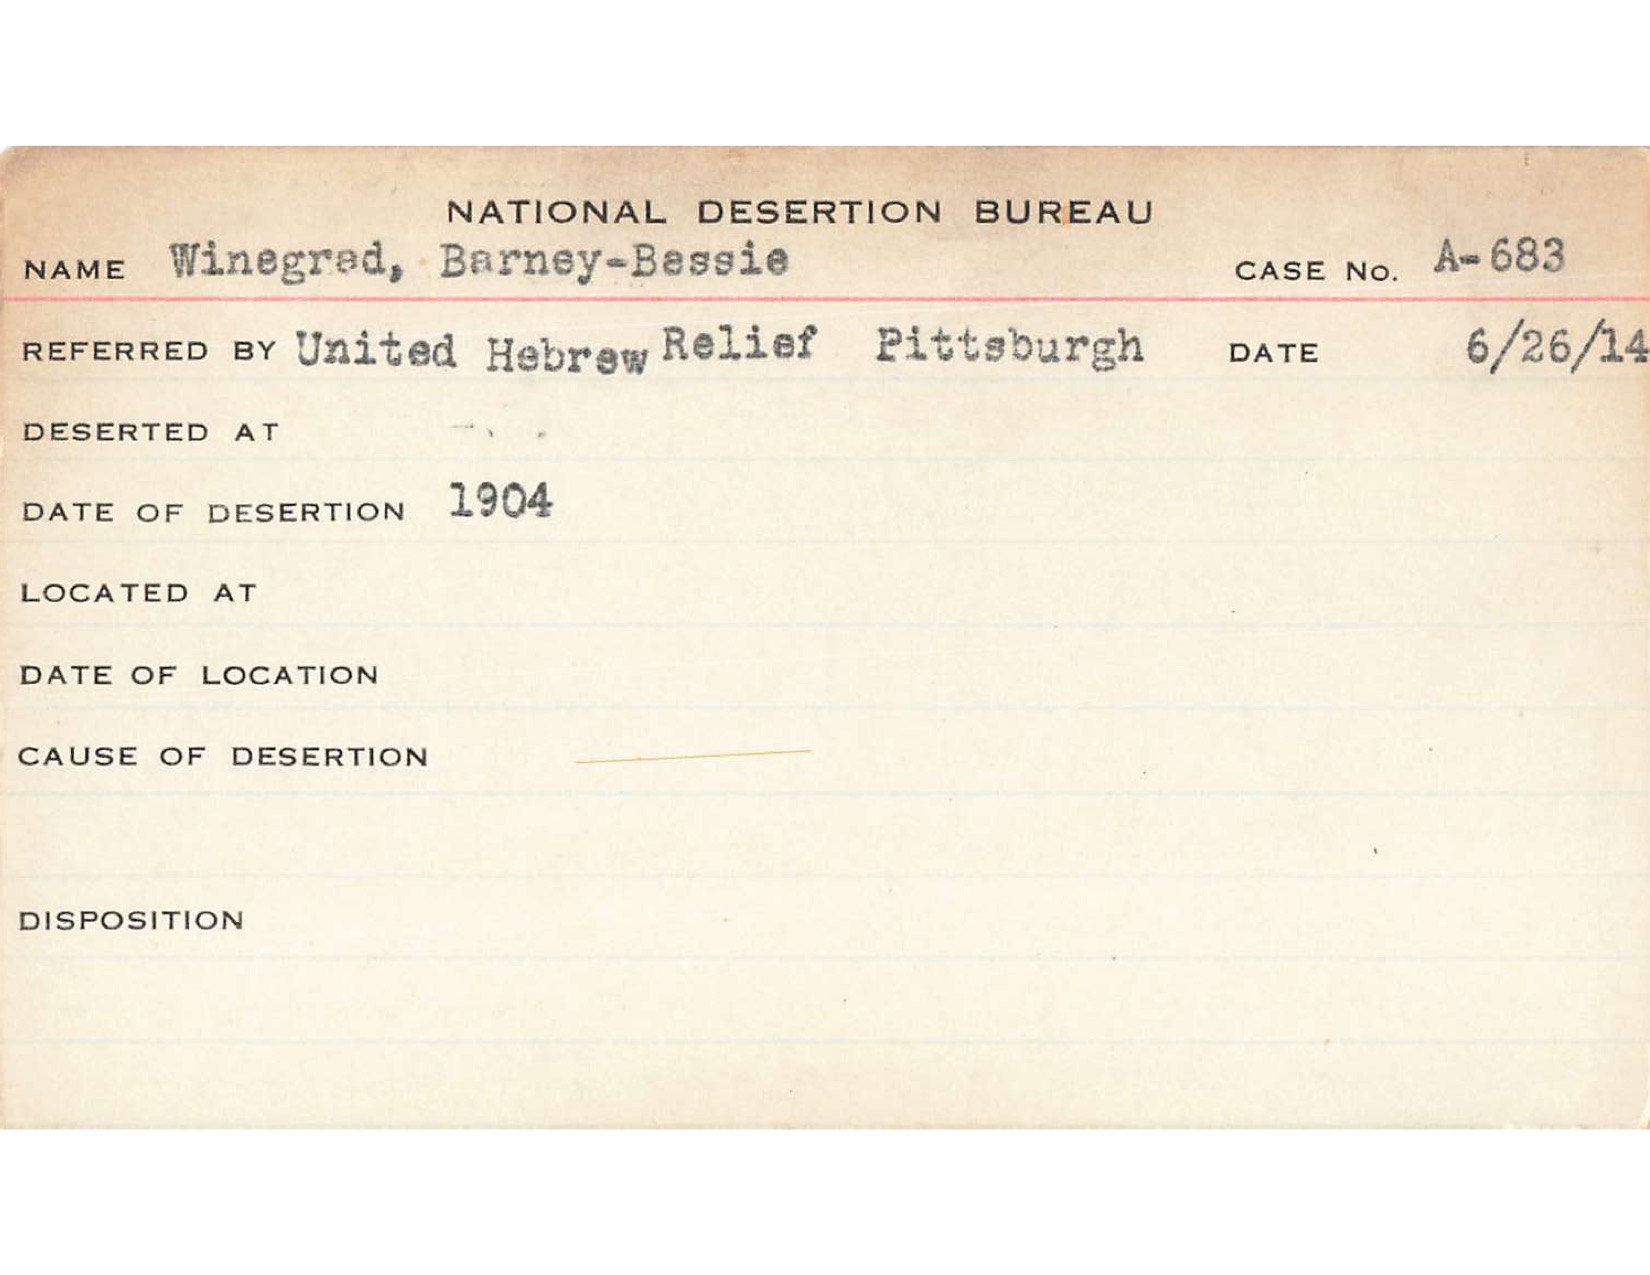 NATIONAL DESERTION BUREAU
NAME Winegrad, Barney-Bessie CASE No. A-683
REFERRED BY United Hebrew Relief Pittsburgh DATE 6/26/14
DESERTED AT
DATE OF DESERTION 1904
LOCATED AT
DATE OF LOCATION
CAUSE OF DESERTION
DISPOSITION